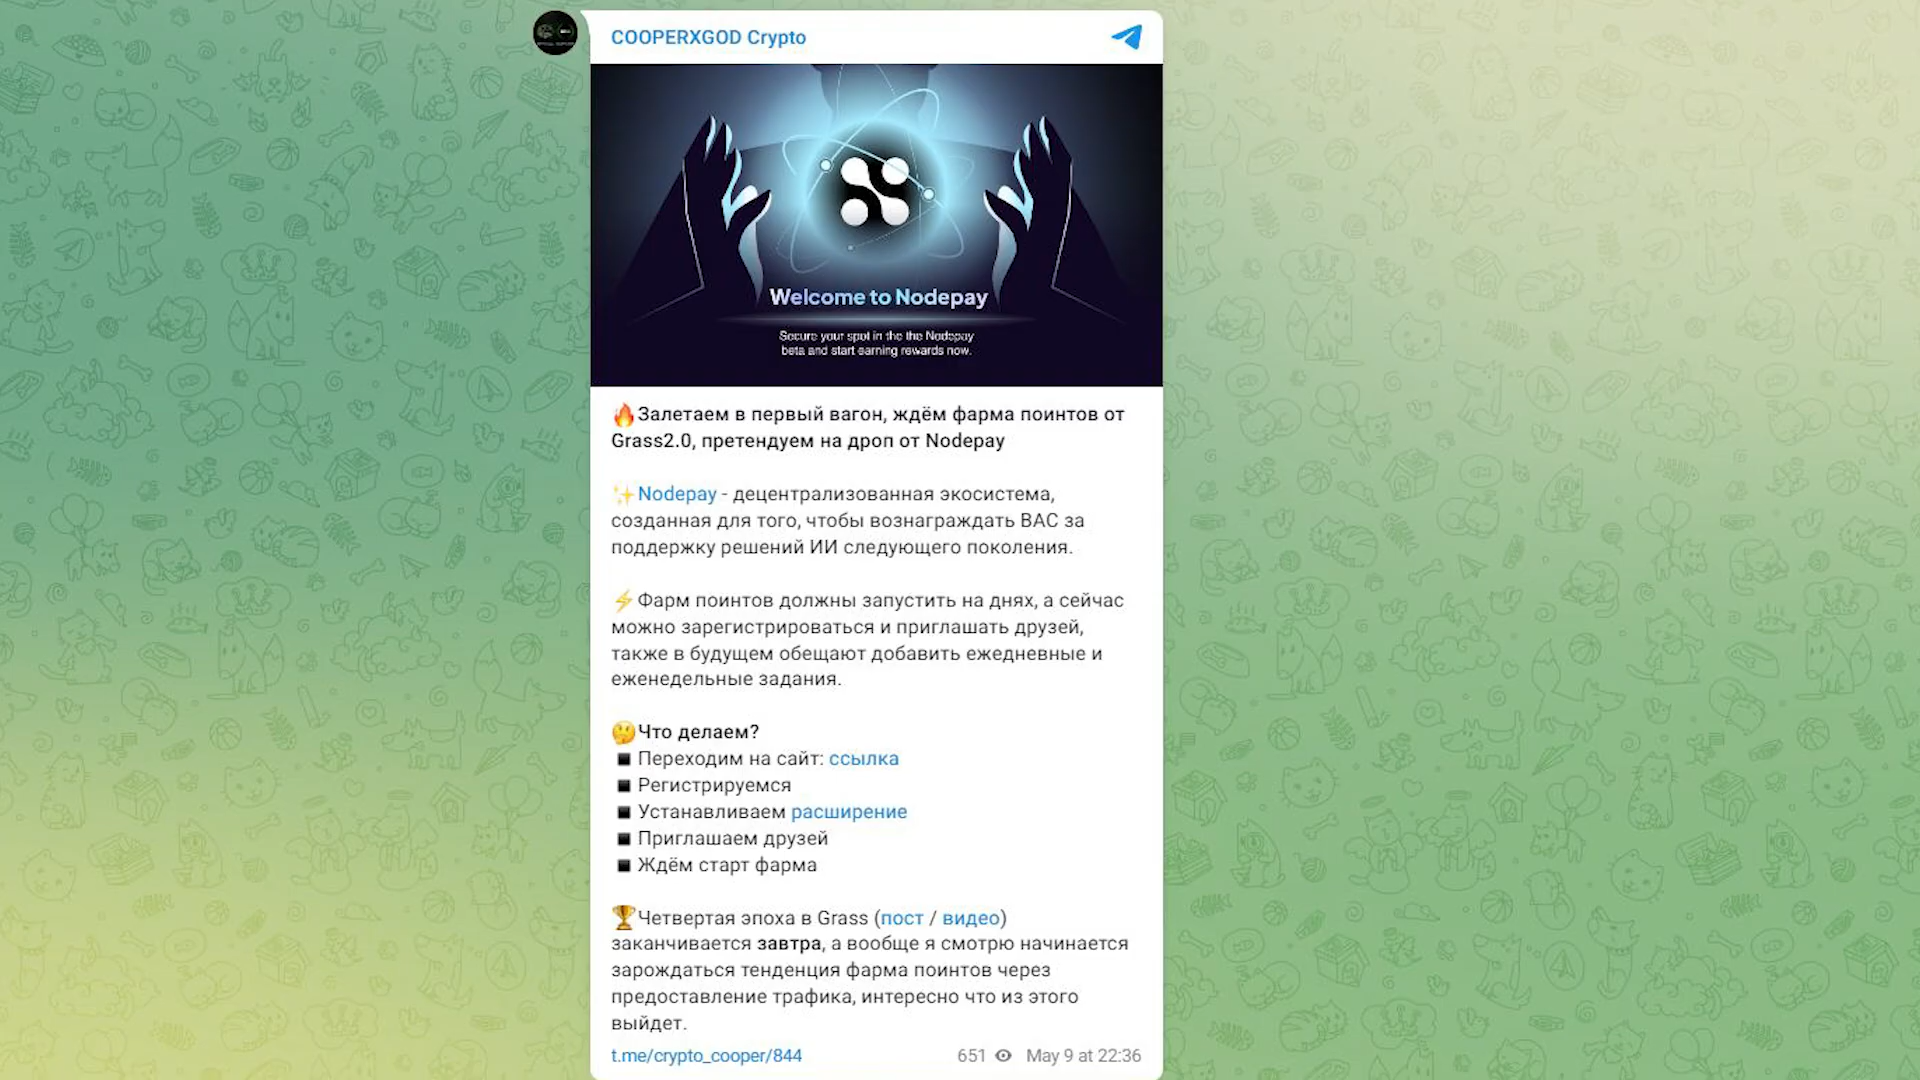 COOPERXGOD Crypto
Welcome to Nodepay
Secure your spot in the the Nodepay
beta and start earning rewards now.
🔥Залетаем в первый вагон, ждём фарма поинтов от
Grass2.0, претендуем на дроп от Nodepay
✨Nodepay - децентрализованная экосистема,
созданная для того, чтобы вознаграждать ВАС за
поддержку решений ИИ следующего поколения.
⚡Фарм поинтов должны запустить на днях, а сейчас
можно зарегистрироваться и приглашать друзей,
также в будущем обещают добавить ежедневные и
еженедельные задания.
🤔Что делаем?
◾ Переходим на сайт: ссылка
◾ Регистрируемся
◾ Устанавливаем расширение
◾ Приглашаем друзей
◾ Ждём старт фарма
🏆Четвертая эпоха в Grass (пост / видео)
заканчивается завтра, а вообще я смотрю начинается
зарождаться тенденция фарма поинтов через
предоставление трафика, интересно что из этого
выйдет.
t.me/crypto_cooper/844 651 May 9 at 22:36